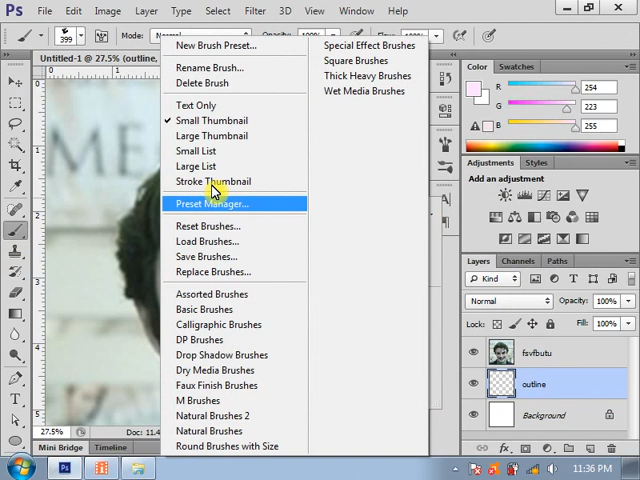 Ps File Edit Image Layer Type Select Filter 3D View Window Help
399 Mode: Opacity: 100%
Untitled-1 @ 27.5% (outline,
New Brush Preset...
Rename Brush...
Delete Brush
Text Only
Small Thumbnail
Large Thumbnail
Small List
Large List
Stroke Thumbnail
Preset Manager...
Reset Brushes...
Load Brushes...
Save Brushes...
Replace Brushes...
Assorted Brushes
Basic Brushes
Calligraphic Brushes
DP Brushes
Drop Shadow Brushes
Dry Media Brushes
Faux Finish Brushes
M Brushes
Natural Brushes 2
Natural Brushes
Round Brushes with Size
Special Effect Brushes
Square Brushes
Thick Heavy Brushes
Wet Media Brushes
ME
Color Swatches
R 254
G 223
B 255
Adjustments Styles
Add an adjustment
Layers Channels Paths
Kind
Normal Opacity: 100%
Lock: Fill: 100%
fsvfbutu
outline
Background
27.5% Doc: 11.4
Mini Bridge Timeline
11:36 PM